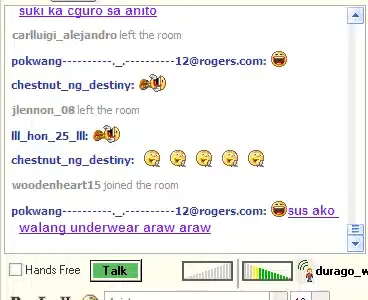 suki ka cguro sa anito
carlluigi_alejandro left the room
pokwang----------._.----------12@rogers.com:
chestnut_ng_destiny:
jlennon_08 left the room
lll_hon_25_lll:
chestnut_ng_destiny:
woodenheart15 joined the room
pokwang----------._.----------12@rogers.com: sus ako
walang underwear araw araw
Hands Free Talk durago_w